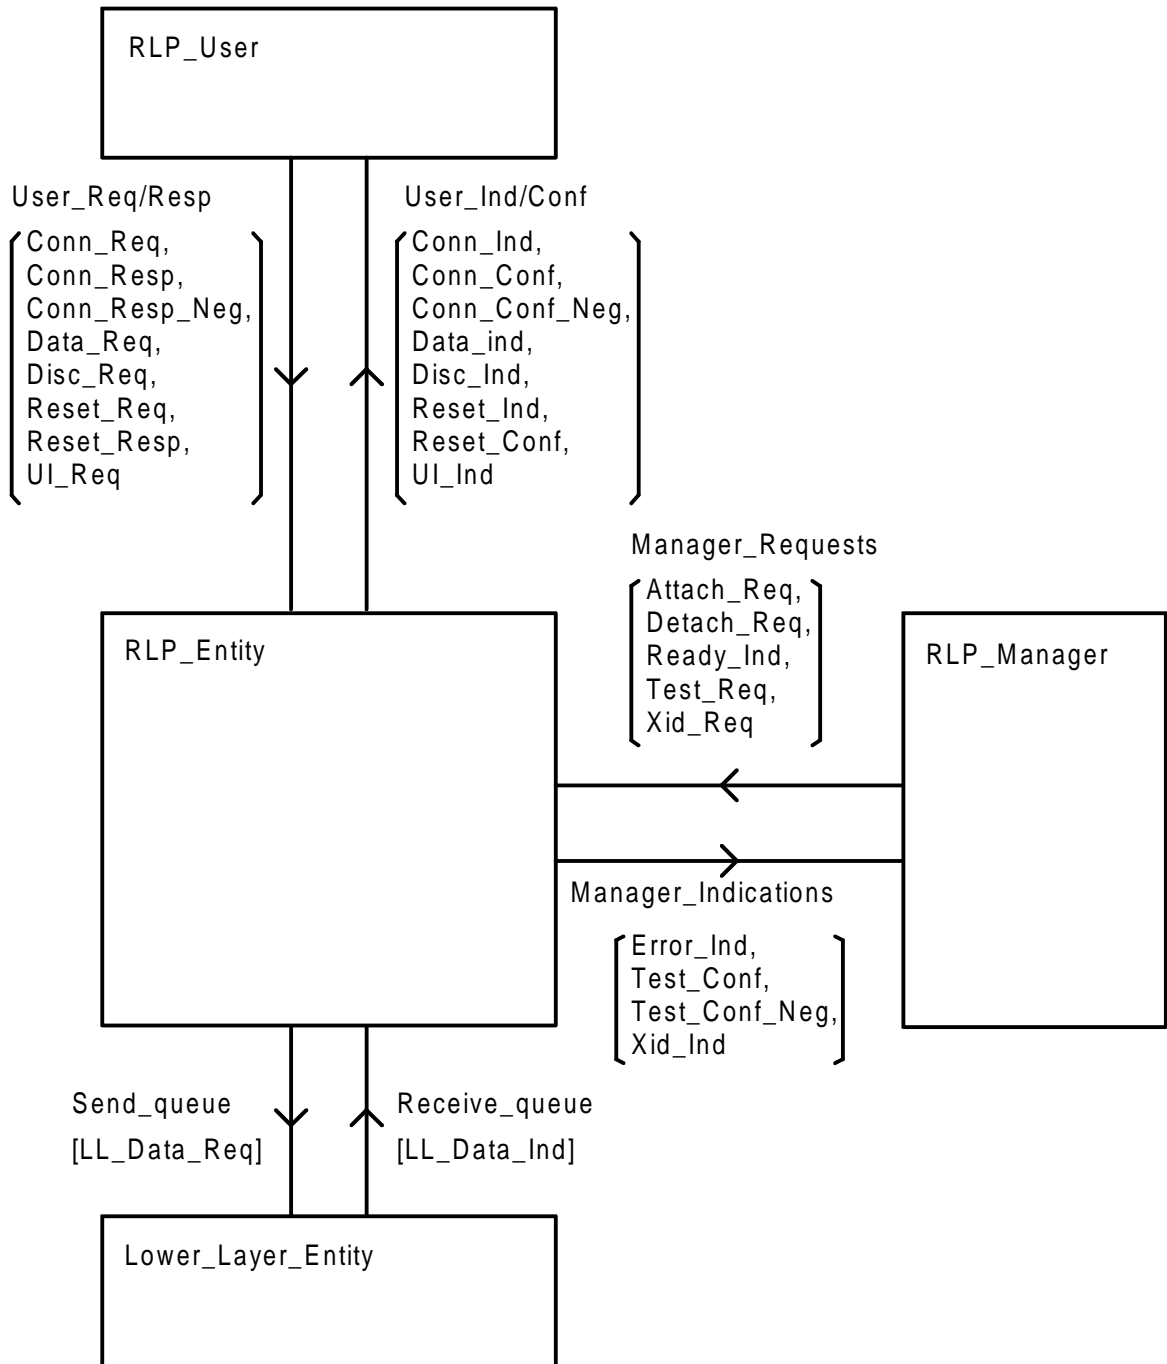 RLP_User
User_Req/Resp
Conn_Req,
Conn_Resp,
Conn_Resp_Neg,
Data_Req,
Disc_Req,
Reset_Req,
Reset_Resp,
UI_Req
User_Ind/Conf
Conn_Ind,
Conn_Conf,
Conn_Conf_Neg,
Data_ind,
Disc_Ind,
Reset_Ind,
Reset_Conf,
UI_Ind
Manager_Requests
Attach_Req,
Detach_Req,
Ready_Ind,
Test_Req,
Xid_Req
RLP_Entity
RLP_Manager
Manager_Indications
Error_Ind,
Test_Conf,
Test_Conf_Neg,
Xid_Ind
Send_queue
[LL_Data_Req]
Receive_queue
[LL_Data_Ind]
Lower_Layer_Entity